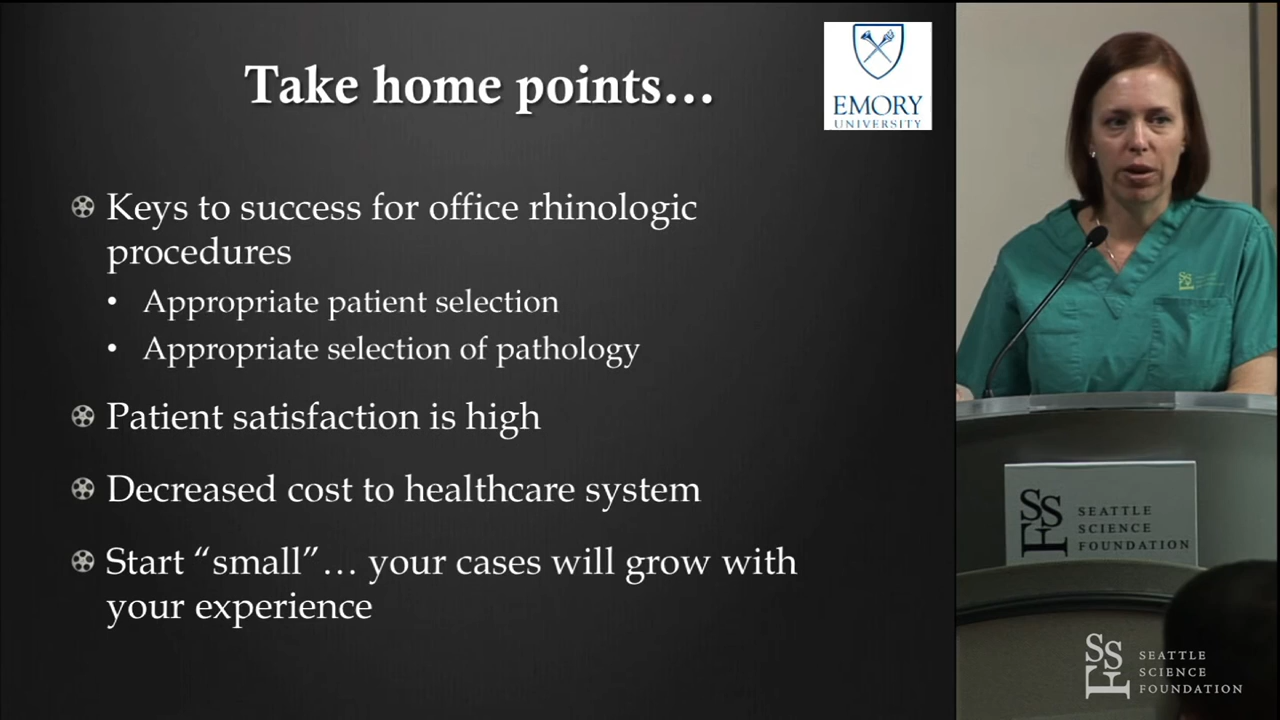 Take home points…
EMORY
UNIVERSITY
Keys to success for office rhinologic
procedures
• Appropriate patient selection
• Appropriate selection of pathology
Patient satisfaction is high
Decreased cost to healthcare system
Start “small”… your cases will grow with
your experience
SSF
SEATTLE
SCIENCE
FOUNDATION
SSF
SEATTLE
SCIENCE
FOUNDATION